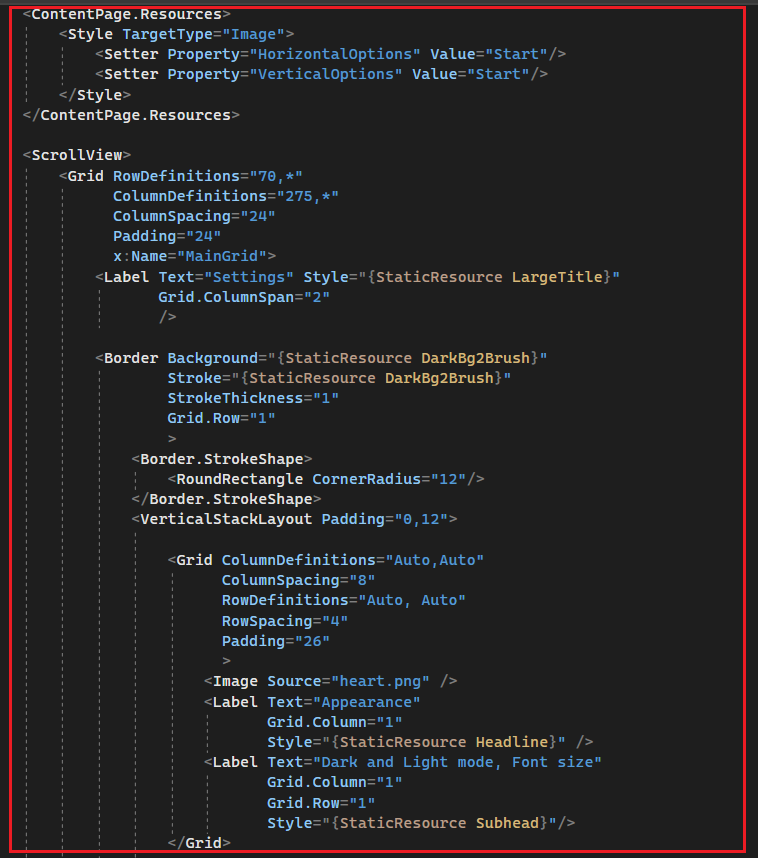 <ContentPage.Resources>
    <Style TargetType="Image">
        <Setter Property="HorizontalOptions" Value="Start"/>
        <Setter Property="VerticalOptions" Value="Start"/>
    </Style>
</ContentPage.Resources>

<ScrollView>
    <Grid RowDefinitions="70,*"
          ColumnDefinitions="275,*"
          ColumnSpacing="24"
          Padding="24"
          x:Name="MainGrid">
        <Label Text="Settings" Style="{StaticResource LargeTitle}"
               Grid.ColumnSpan="2"
               />

        <Border Background="{StaticResource DarkBg2Brush}"
                Stroke="{StaticResource DarkBg2Brush}"
                StrokeThickness="1"
                Grid.Row="1"
                >
            <Border.StrokeShape>
                <RoundRectangle CornerRadius="12"/>
            </Border.StrokeShape>
            <VerticalStackLayout Padding="0,12">

                <Grid ColumnDefinitions="Auto,Auto"
                      ColumnSpacing="8"
                      RowDefinitions="Auto, Auto"
                      RowSpacing="4"
                      Padding="26"
                      >
                    <Image Source="heart.png" />
                    <Label Text="Appearance"
                           Grid.Column="1"
                           Style="{StaticResource Headline}" />
                    <Label Text="Dark and Light mode, Font size"
                           Grid.Column="1"
                           Grid.Row="1"
                           Style="{StaticResource Subhead}"/>
                </Grid>